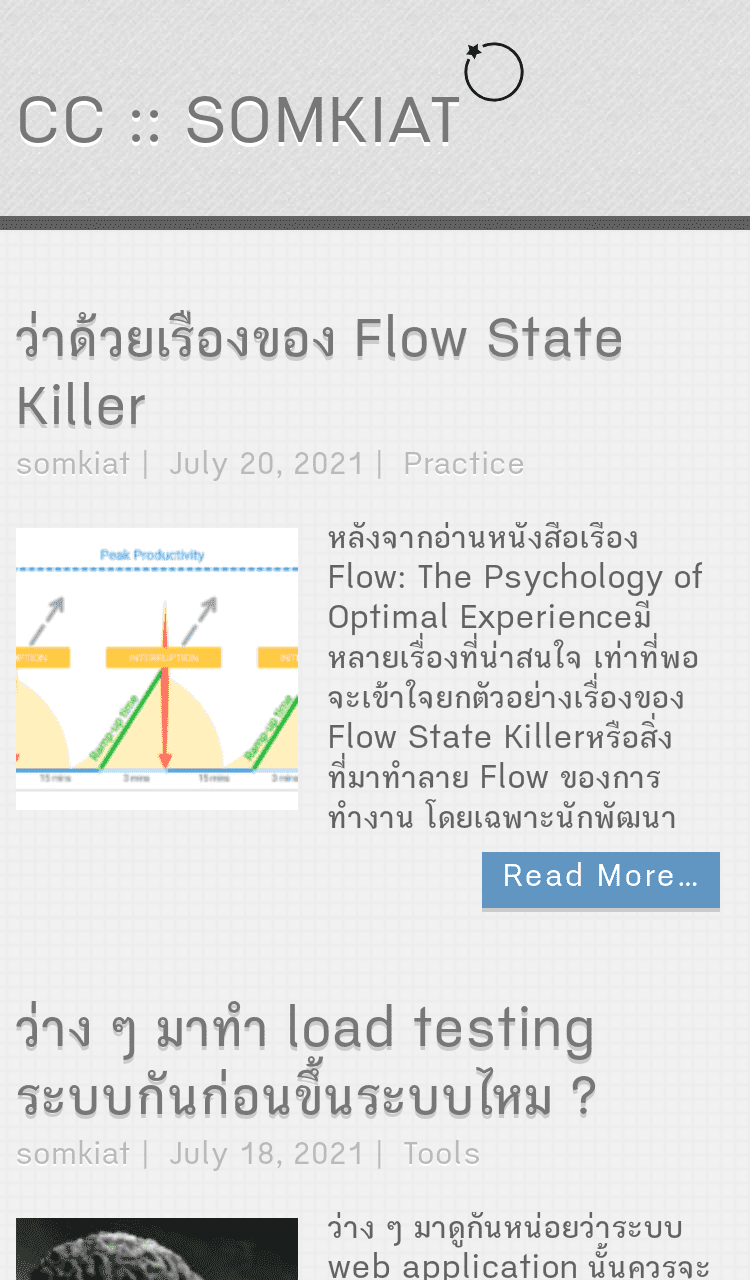 CC :: SOMKIAT
ว่าด้วยเรื่องของ Flow State
Killer
somkiat | July 20, 2021 | Practice
Peak Productivity
INTERRUPTION
Ramp-up time
Ramp-up time
15 mins 3 mins 15 mins 3 mins
หลังจากอ่านหนังสือเรื่อง
Flow: The Psychology of
Optimal Experienceมี
หลายเรื่องที่น่าสนใจ เท่าที่พอ
จะเข้าใจยกตัวอย่างเรื่องของ
Flow State Killerหรือสิ่ง
ที่มาทำลาย Flow ของการ
ทำงาน โดยเฉพาะนักพัฒนา
Read More…
ว่าง ๆ มาทำ load testing
ระบบกันก่อนขึ้นระบบไหม ?
somkiat | July 18, 2021 | Tools
ว่าง ๆ มาดูกันหน่อยว่าระบบ
web application นั้นควรจะ